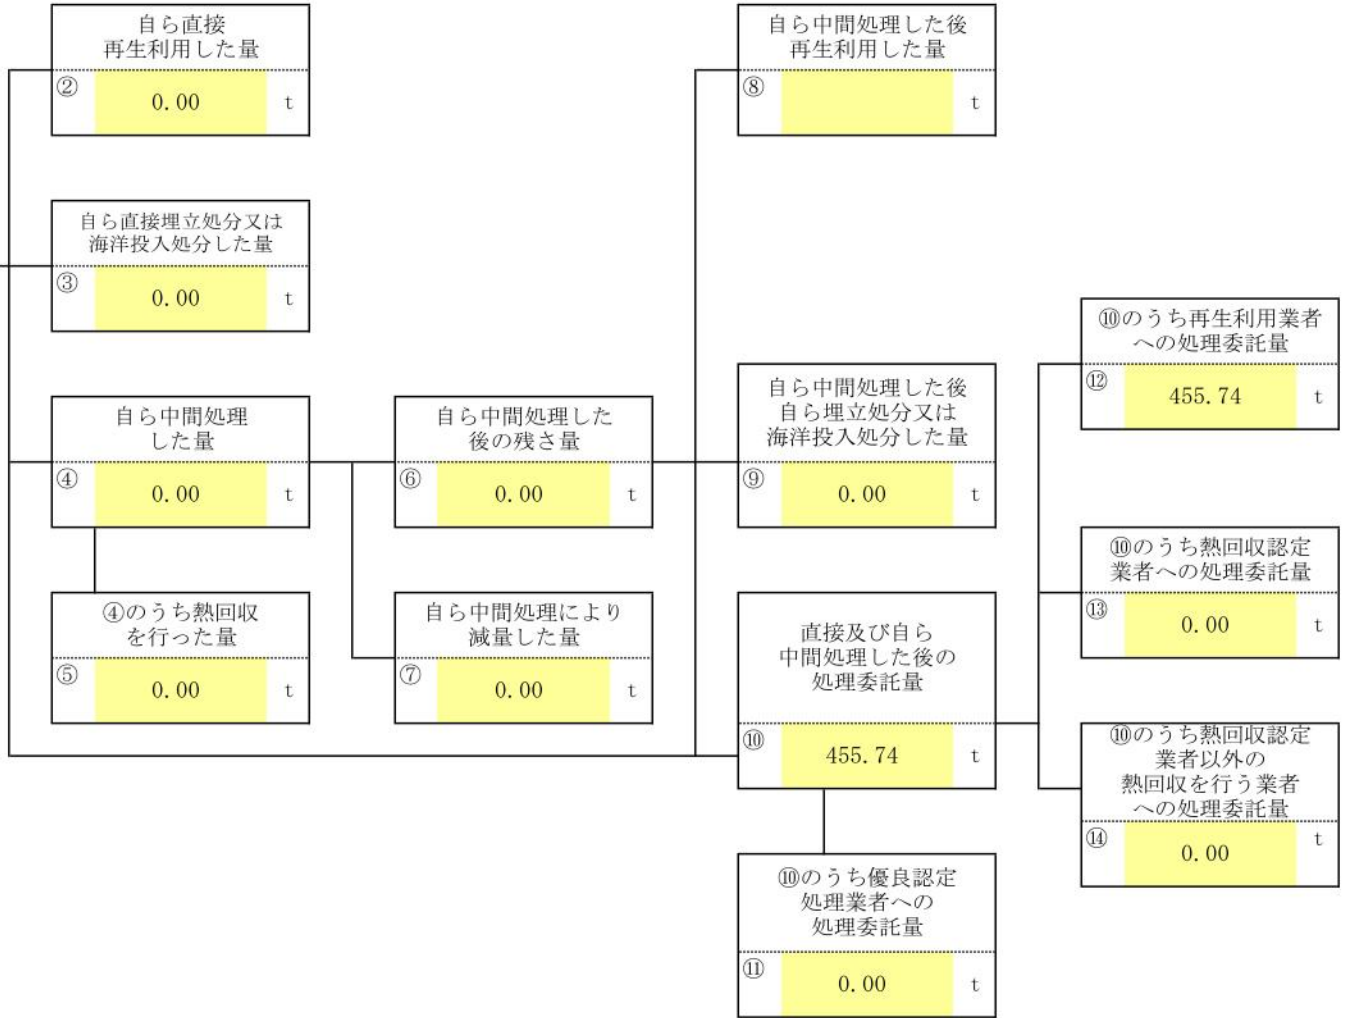 自ら直接
再生利用した量
②
0.00
t
自ら中間処理した後
再生利用した量
⑧
t
自ら直接埋立処分又は
海洋投入処分した量
③
0.00
t
⑩のうち再生利用業者
への処理委託量
⑫
455.74
t
自ら中間処理
した量
④
0.00
t
自ら中間処理した
後の残さ量
⑥
0.00
t
自ら中間処理した後
自ら埋立処分又は
海洋投入処分した量
⑨
0.00
t
⑩のうち熱回収認定
業者への処理委託量
⑬
0.00
t
④のうち熱回収
を行った量
⑤
0.00
t
自ら中間処理により
減量した量
⑦
0.00
t
直接及び自ら
中間処理した後の
処理委託量
⑩
455.74
t
⑩のうち熱回収認定
業者以外の
熱回収を行う業者
への処理委託量
⑭
0.00
t
⑩のうち優良認定
処理業者への
処理委託量
⑪
0.00
t